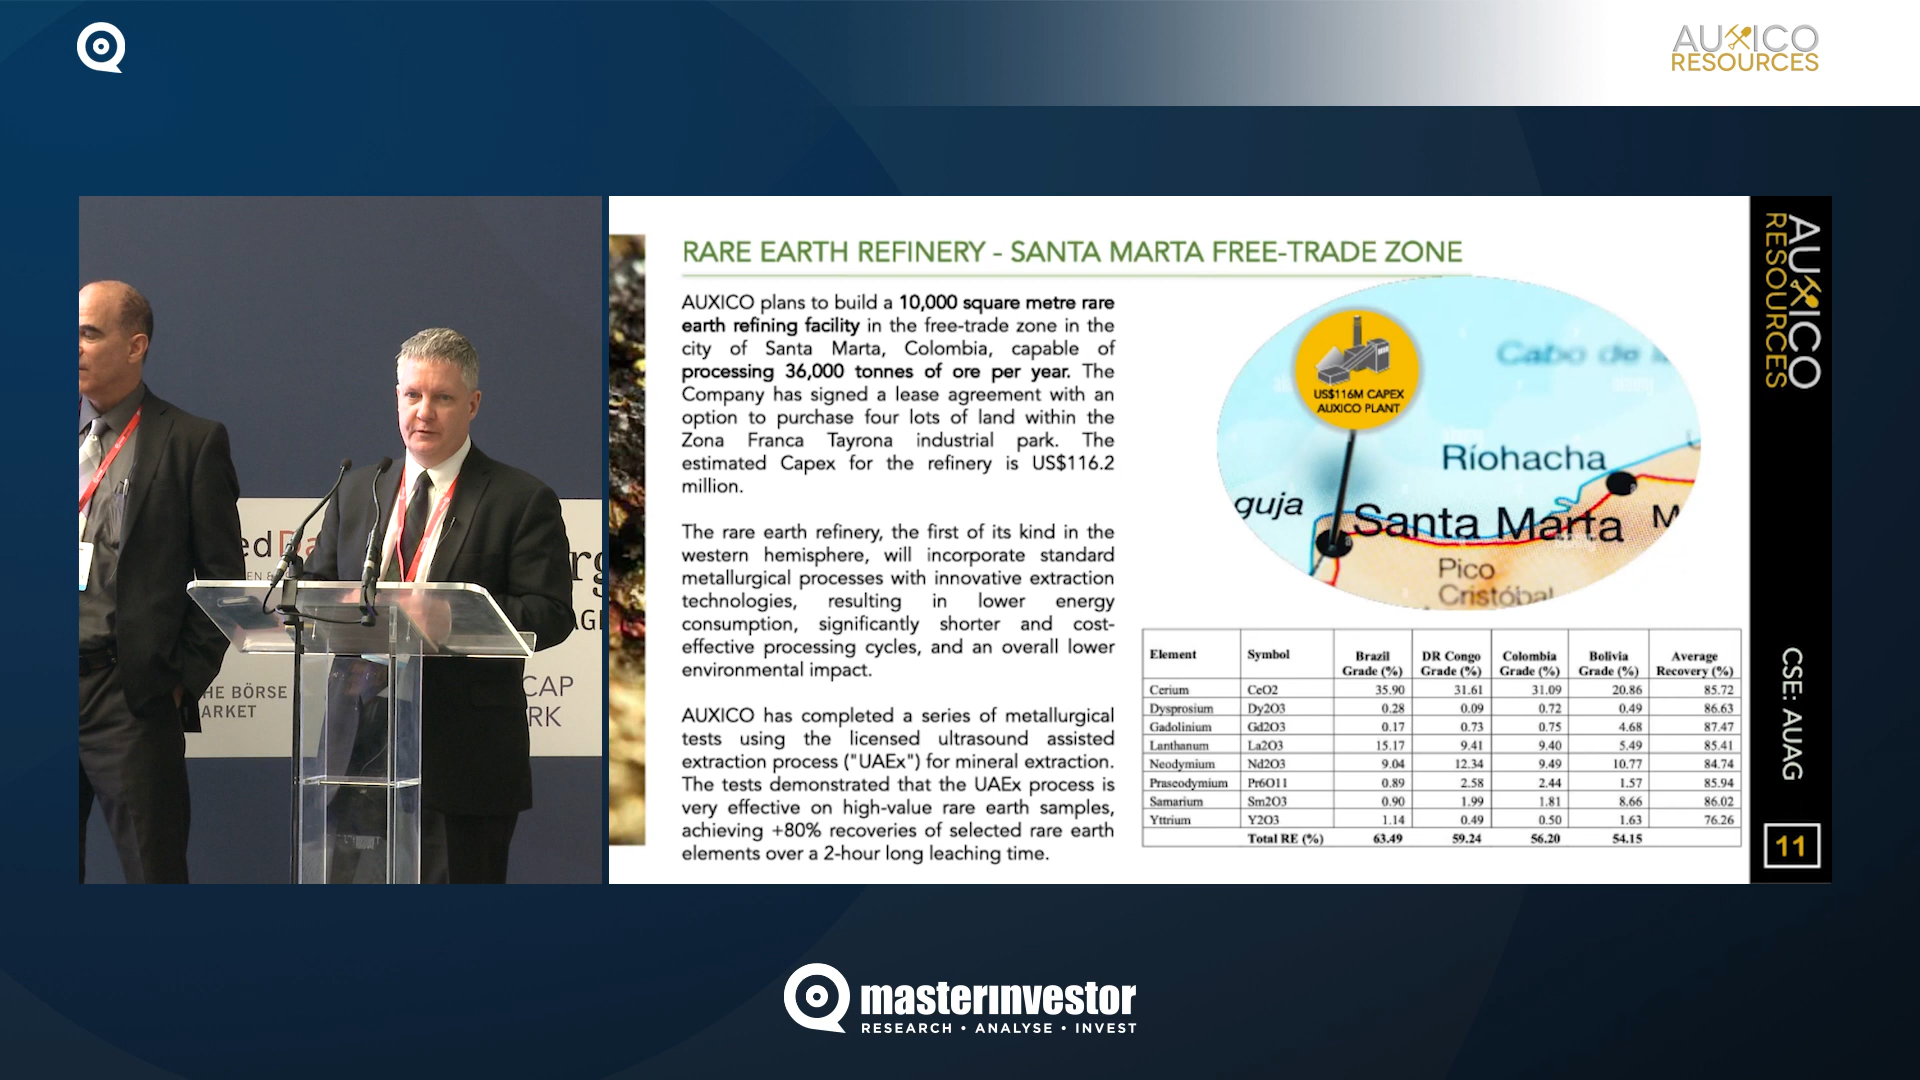 AUXICO
RESOURCES
RARE EARTH REFINERY - SANTA MARTA FREE-TRADE ZONE
AUXICO plans to build a 10,000 square metre rare
earth refining facility in the free-trade zone in the
city of Santa Marta, Colombia, capable of
processing 36,000 tonnes of ore per year. The
Company has signed a lease agreement with an
option to purchase four lots of land within the
Zona Franca Tayrona industrial park. The
estimated Capex for the refinery is US$116.2
million.
The rare earth refinery, the first of its kind in the
western hemisphere, will incorporate standard
metallurgical processes with innovative extraction
technologies, resulting in lower energy
consumption, significantly shorter and cost-
effective processing cycles, and an overall lower
environmental impact.
AUXICO has completed a series of metallurgical
tests using the licensed ultrasound assisted
extraction process ("UAEx") for mineral extraction.
The tests demonstrated that the UAEx process is
very effective on high-value rare earth samples,
achieving +80% recoveries of selected rare earth
elements over a 2-hour long leaching time.
US$116M CAPEX
AUXICO PLANT
Cabo de
Ríohacha
guja
Santa Marta
M
Pico
Cristóbal
Element Symbol Brazil Grade (%) DR Congo Grade (%) Colombia Grade (%) Bolivia Grade (%) Average Recovery (%)
Cerium CeO2 35.90 31.61 31.09 20.86 85.72
Dysprosium Dy2O3 0.28 0.09 0.72 0.49 86.63
Gadolinium Gd2O3 0.17 0.73 0.75 4.68 87.47
Lanthanum La2O3 15.17 9.41 9.40 5.49 85.41
Neodymium Nd2O3 9.04 12.34 9.49 10.77 84.74
Praseodymium Pr6O11 0.89 2.58 2.44 1.57 85.94
Samarium Sm2O3 0.90 1.99 1.81 8.66 86.02
Yttrium Y2O3 1.14 0.49 0.50 1.63 76.26
Total RE (%) 63.49 59.24 56.20 54.15
AUXICO
RESOURCES
CSE: AUAG
11
HE BÖRSE
ARKET
CAP
RK
masterinvestor
RESEARCH • ANALYSE • INVEST